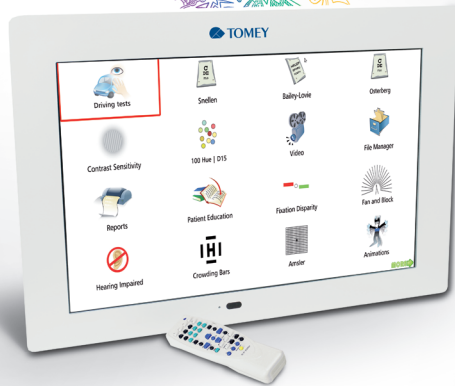 TOMEY
Driving tests
Snellen
Bailey-Lovie
Osterberg
Contrast Sensitivity
100 Hue | D15
Video
File Manager
Reports
Patient Education
Fixation Disparity
Fan and Block
Hearing Impaired
Crowding Bars
Amsler
Animations